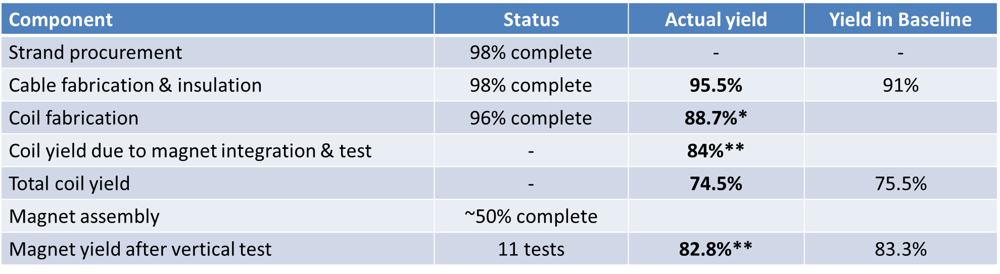 Component Status Actual yield Yield in Baseline
Strand procurement 98% complete - -
Cable fabrication & insulation 98% complete 95.5% 91%
Coil fabrication 96% complete 88.7%*
Coil yield due to magnet integration & test - 84%**
Total coil yield - 74.5% 75.5%
Magnet assembly ~50% complete
Magnet yield after vertical test 11 tests 82.8%** 83.3%